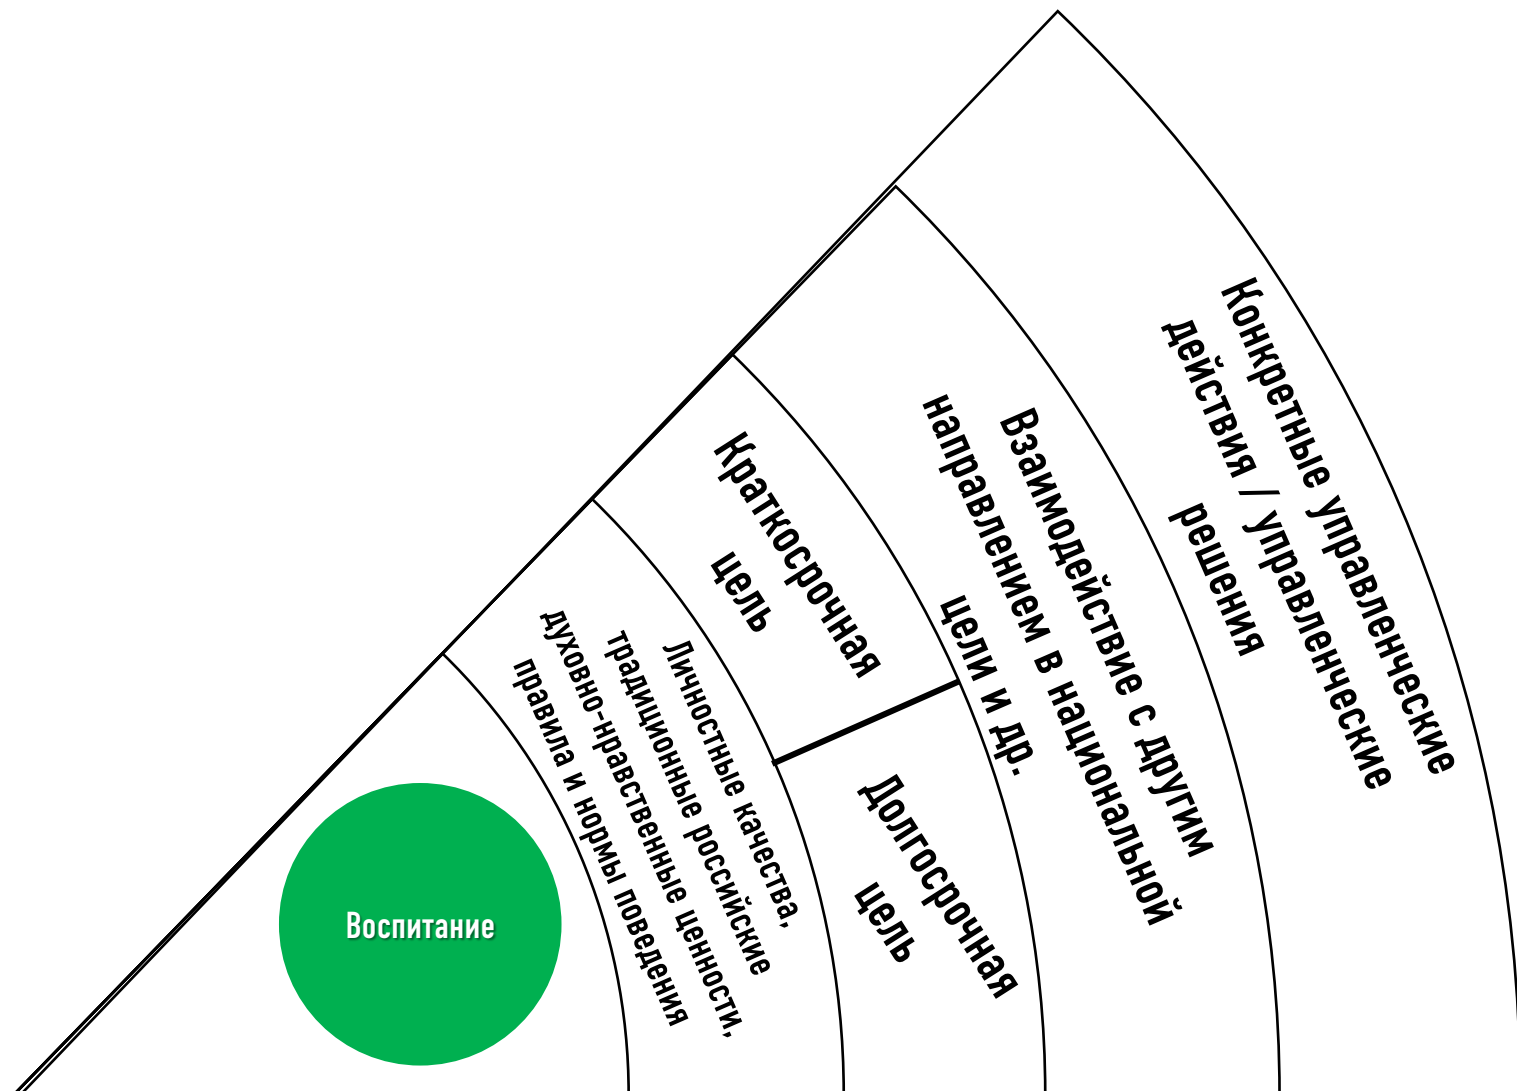 Воспитание
Личностные качества,
традиционные российские
духовно-нравственные ценности,
правила и нормы поведения
Краткосрочная
цель
Долгосрочная
цель
Взаимодействие с другим
направлением в национальной
цели и др.
Конкретные управленческие
действия / управленческие
решения